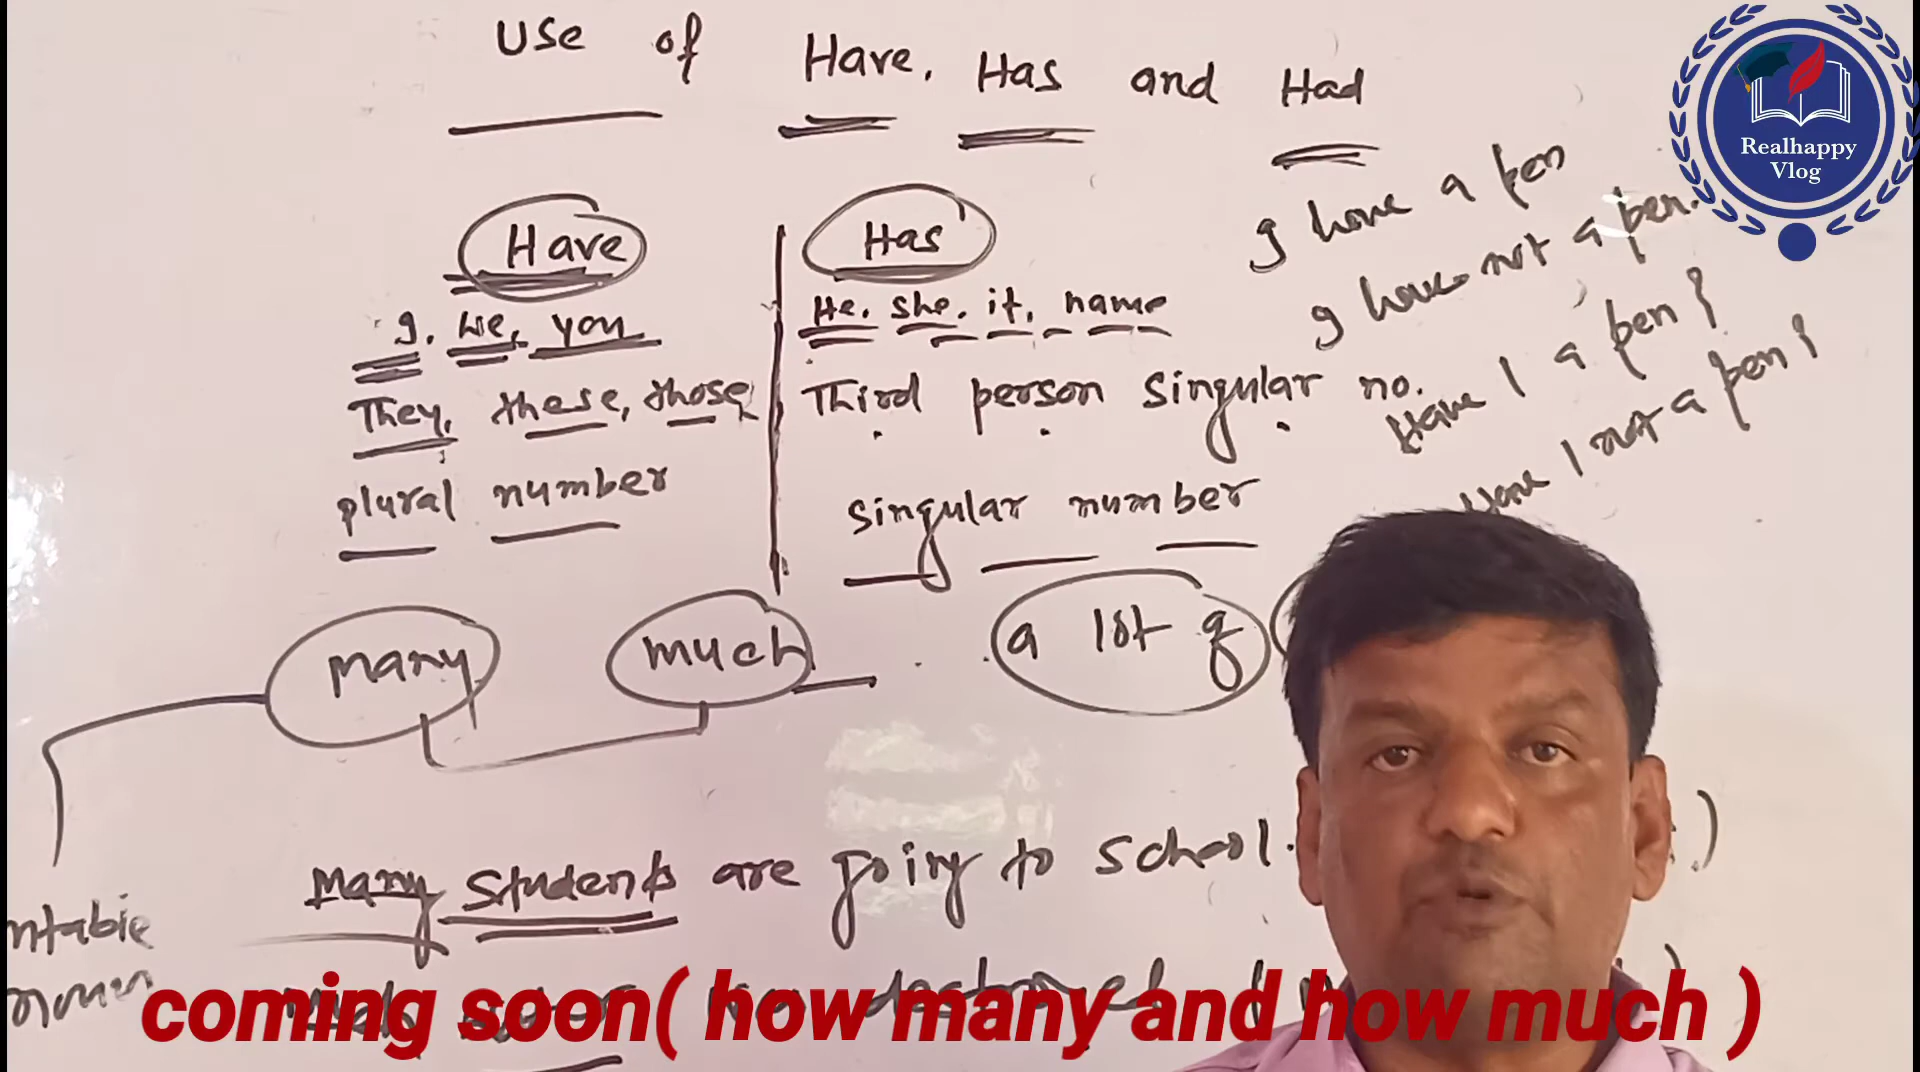 Use of Have, Has and Had
Realhappy
Vlog
Have
I, We, you
They, these, those
plural number
Has
He, she, it, name
Third person singular no.
singular number
I have a pen
I have not a pen.
Have I a pen?
Have I not a pen?
many
much
a lot of
Many students are going to school.
ntable
noun
coming soon( how many and how much )